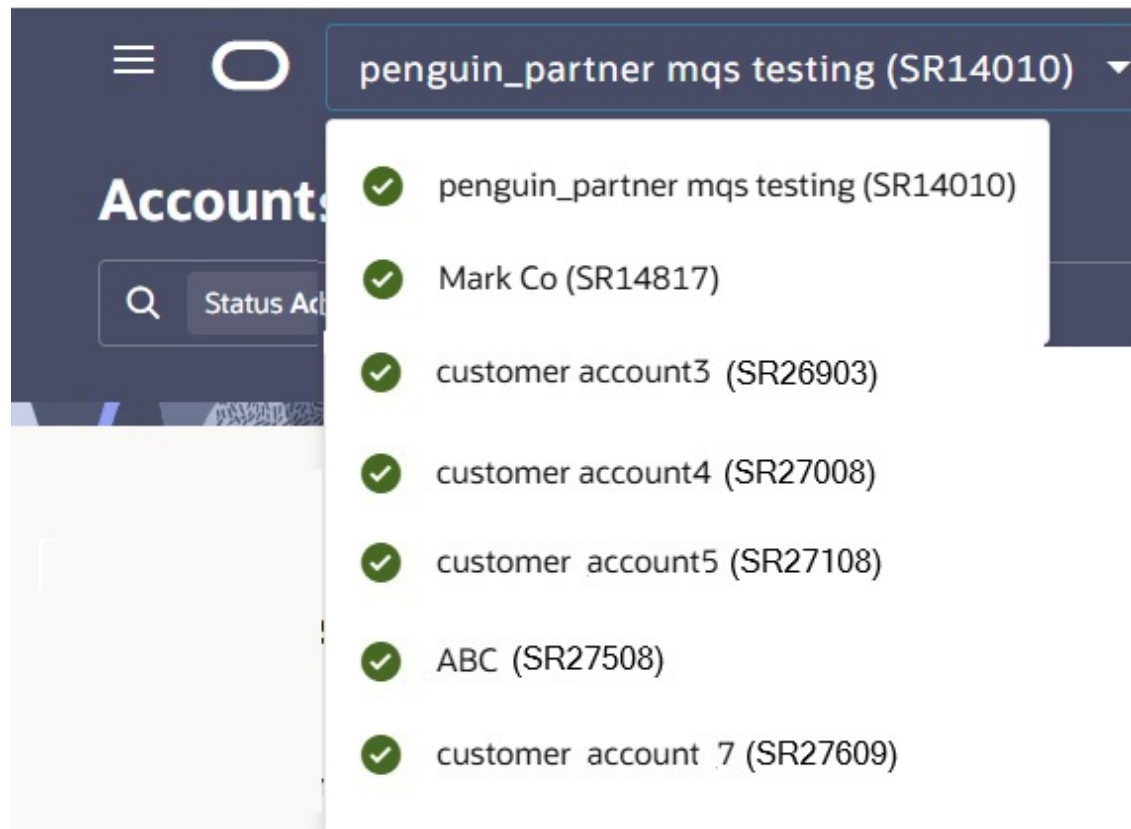 penguin_partner mqs testing (SR14010)
Accounts
penguin_partner mqs testing (SR14010)
Mark Co (SR14817)
Status
customer account3 (SR26903)
customer account4 (SR27008)
customer account5 (SR27108)
ABC (SR27508)
customer account 7 (SR27609)